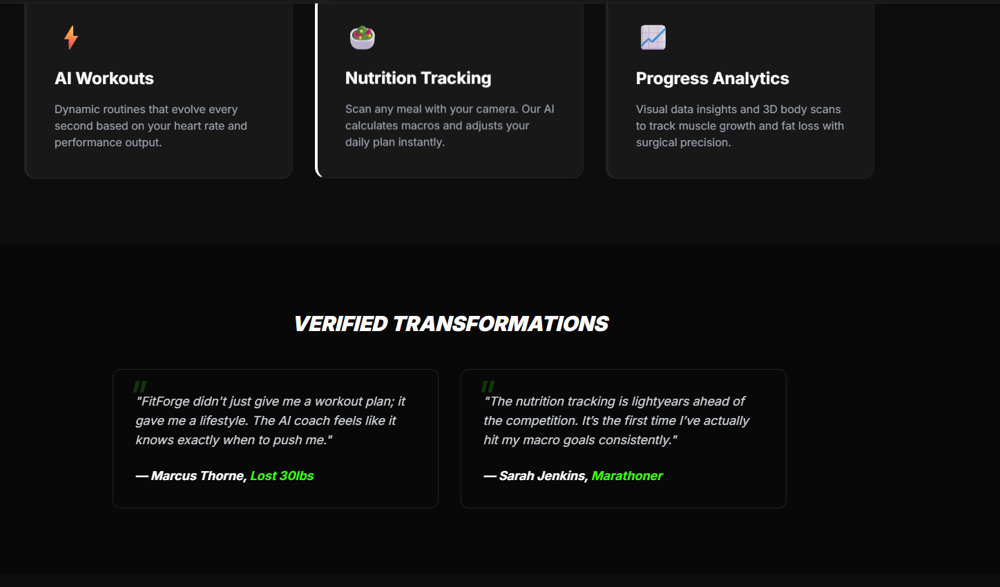 AI Workouts
Dynamic routines that evolve every
second based on your heart rate and
performance output.
Nutrition Tracking
Scan any meal with your camera. Our AI
calculates macros and adjusts your
daily plan instantly.
Progress Analytics
Visual data insights and 3D body scans
to track muscle growth and fat loss with
surgical precision.
VERIFIED TRANSFORMATIONS
"
"FitForge didn't just give me a workout plan; it
gave me a lifestyle. The AI coach feels like it
knows exactly when to push me."
— Marcus Thorne, Lost 30lbs
"
"The nutrition tracking is lightyears ahead of
the competition. It’s the first time I’ve actually
hit my macro goals consistently."
— Sarah Jenkins, Marathoner